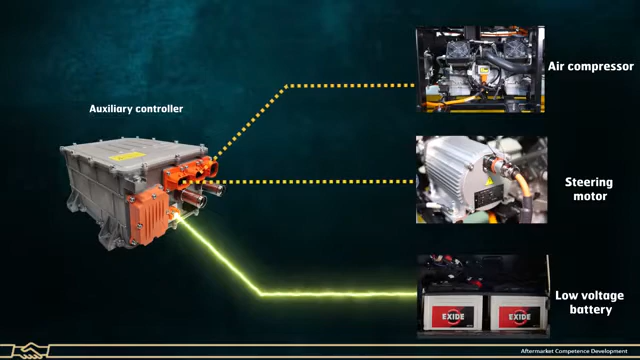 Air compressor
Auxiliary controller
Steering
motor
Low voltage
battery
EXIDE
EXIDE
Aftermarket Competence Development